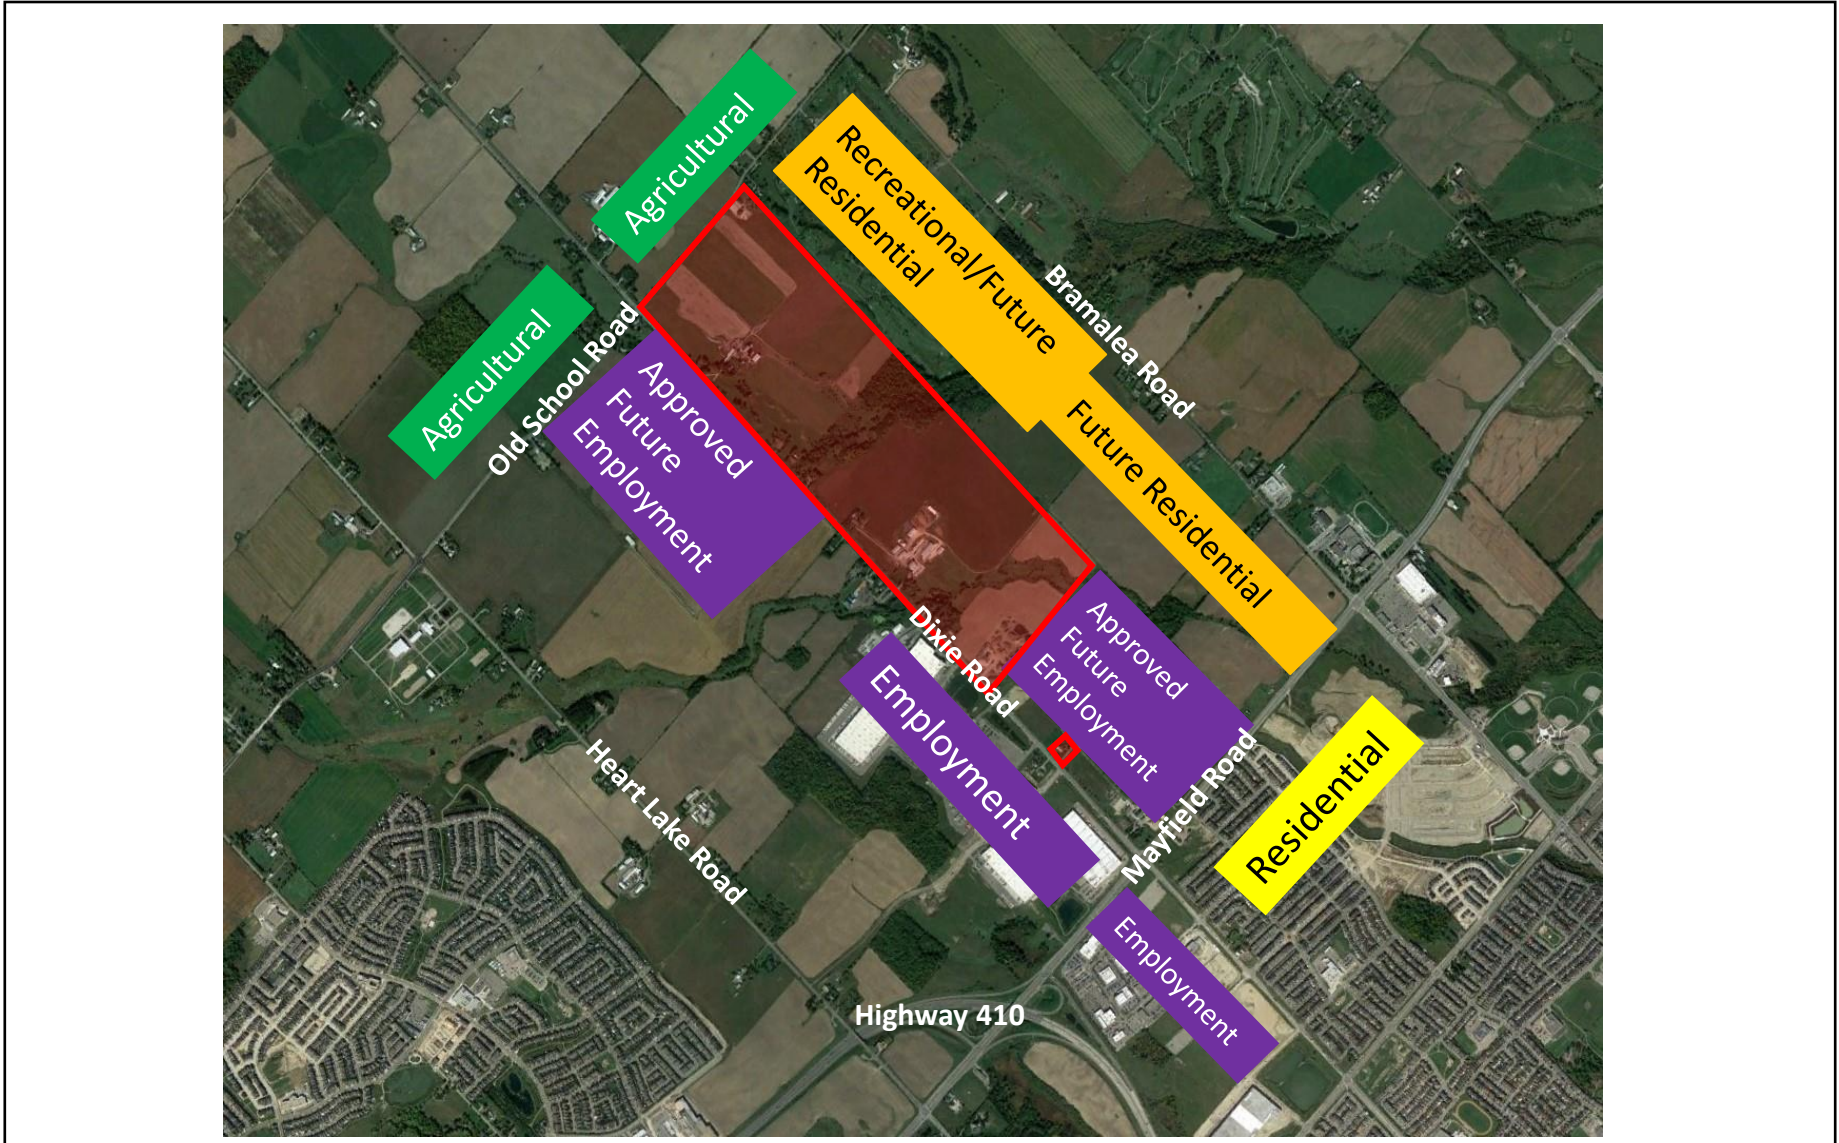 Agricultural
Recreational/Future
Residential
Bramalea Road
Agricultural
Old School Road
Approved
Future
Employment
Future Residential
Dixie Road
Approved
Future
Employment
Employment
Heart Lake Road
Mayfield Road
Residential
Employment
Highway 410